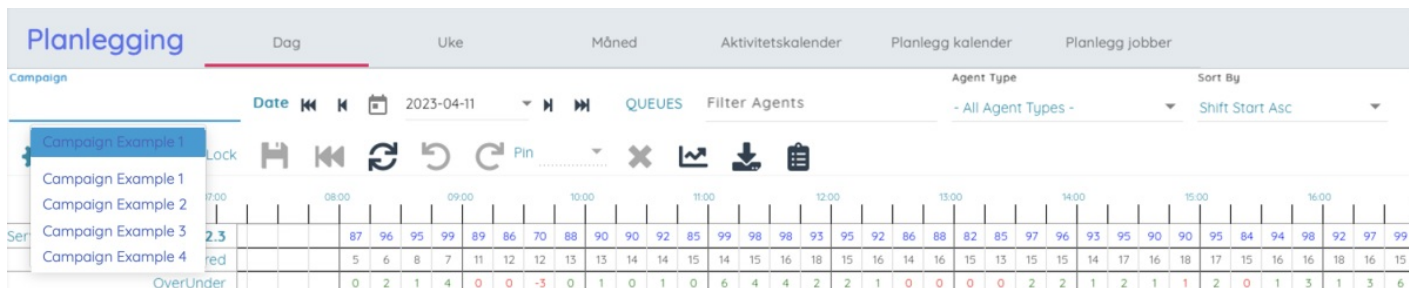 Planlegging Dag Uke Måned Aktivitetskalender Planlegg kalender Planlegg jobber
Campaign Agent Type Sort By
Date 2023-04-11 QUEUES Filter Agents - All Agent Types - Shift Start Asc
Campaign Example 1
Lock Pin
Campaign Example 1
Campaign Example 2
Campaign Example 3
Campaign Example 4
07:00 08:00 09:00 10:00 11:00 12:00 13:00 14:00 15:00 16:00
Ser 2.3 87 96 95 99 89 86 70 88 90 90 92 85 99 98 98 93 95 92 86 88 82 85 97 96 93 95 90 90 95 84 94 98 92 97 99
red 5 6 8 7 11 12 12 13 13 14 14 15 14 15 16 18 15 16 14 16 15 13 15 15 14 17 16 18 17 15 16 16 18 16 15
OverUnder 0 2 1 4 0 0 -3 0 1 0 1 0 6 4 4 2 2 1 0 0 0 0 2 2 1 2 1 1 2 0 1 3 1 3 6